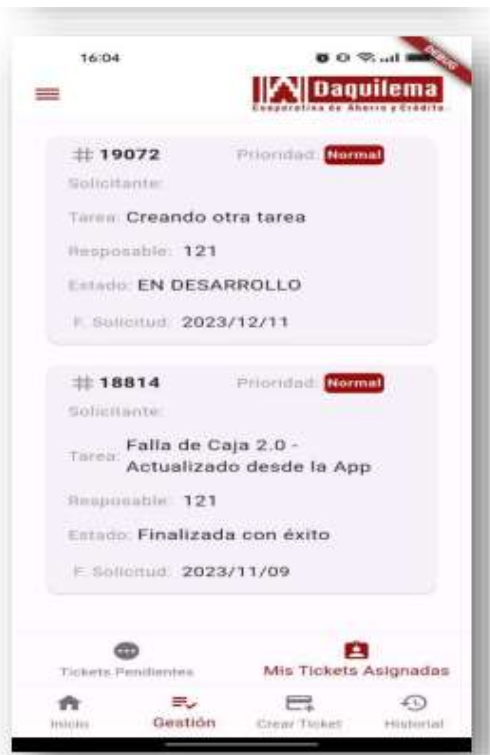 16:04
DEBUG
Daquilema
Cooperativa de Ahorro y Crédito
# 19072 Prioridad: Normal
Solicitante:
Tarea: Creando otra tarea
Resposable: 121
Estado: EN DESARROLLO
F. Solicitud: 2023/12/11
# 18814 Prioridad: Normal
Solicitante:
Tarea: Falla de Caja 2.0 -
Actualizado desde la App
Resposable: 121
Estado: Finalizada con éxito
F. Solicitud: 2023/11/09
Tickets Pendientes Mis Tickets Asignadas
Inicio Gestión Crear Ticket Historial